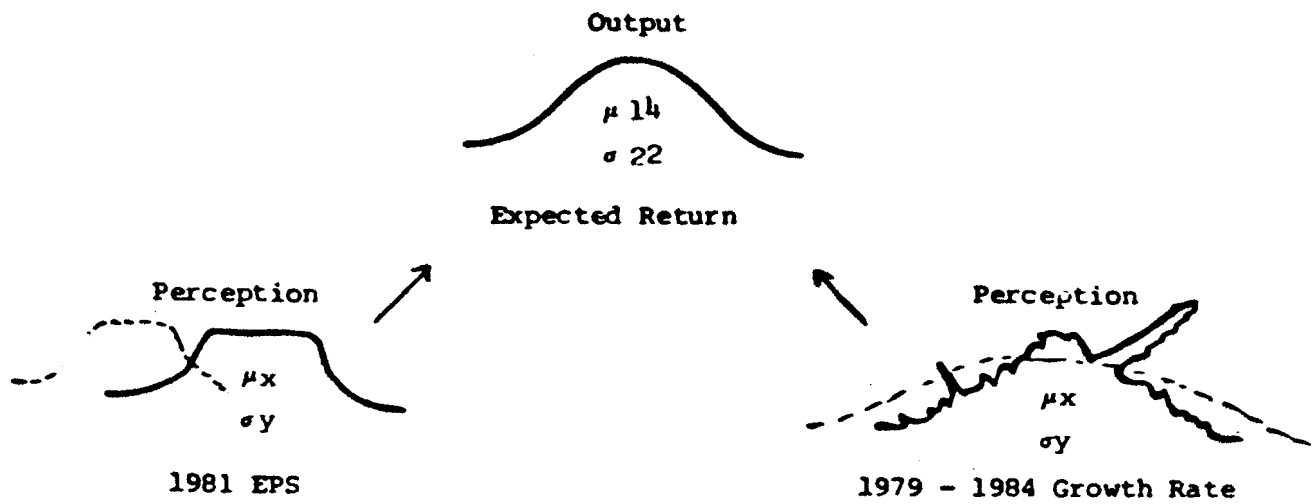 Output
μ 14
σ 22
Expected Return
Perception
μx
σy
1981 EPS
Perception
μx
σy
1979 - 1984 Growth Rate